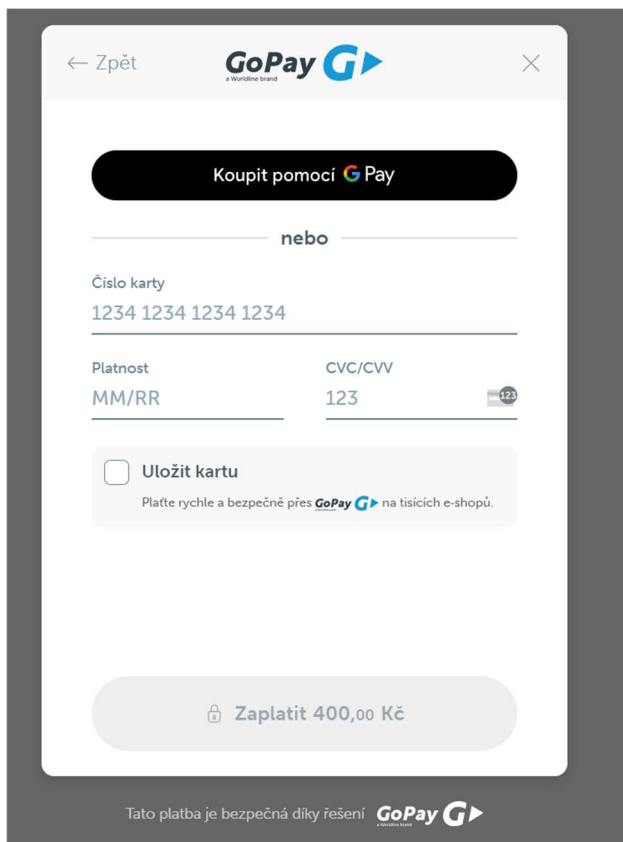 ← Zpět
GoPay
a Worldline brand
Koupit pomocí G Pay
nebo
Číslo karty
1234 1234 1234 1234
Platnost
CVC/CVV
MM/RR
123
123
Uložit kartu
Plaťte rychle a bezpečně přes GoPay na tisících e-shopů.
Zaplatit 400,00 Kč
Tato platba je bezpečná díky řešení GoPay
a Worldline brand